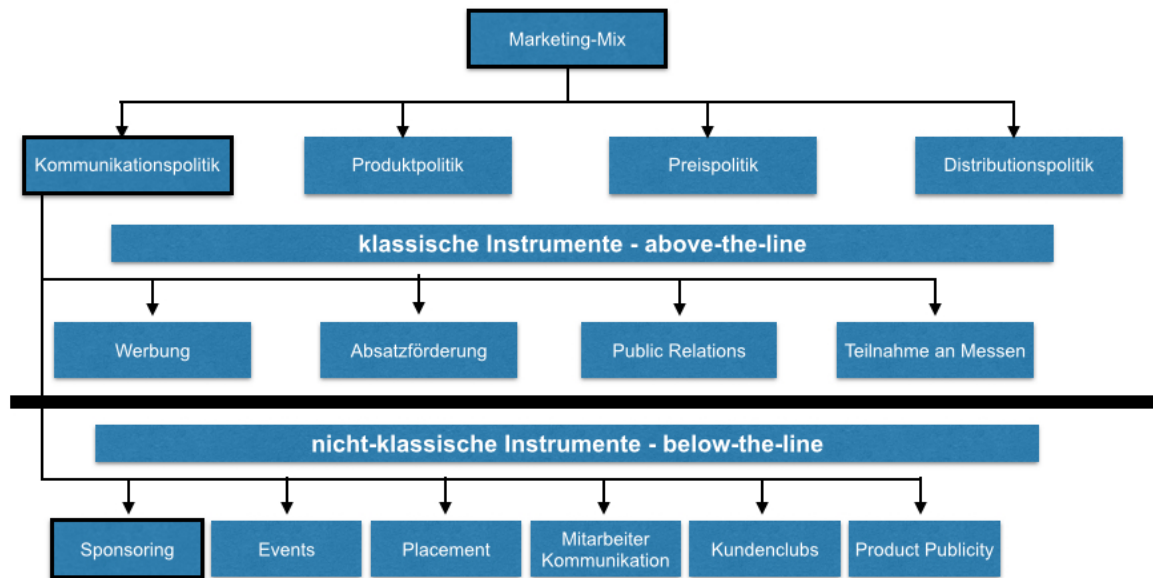 Marketing-Mix
Kommunikationspolitik
Produktpolitik
Preispolitik
Distributionspolitik
klassische Instrumente - above-the-line
Werbung
Absatzförderung
Public Relations
Teilnahme an Messen
nicht-klassische Instrumente - below-the-line
Sponsoring
Events
Placement
Mitarbeiter
Kommunikation
Kundenclubs
Product Publicity